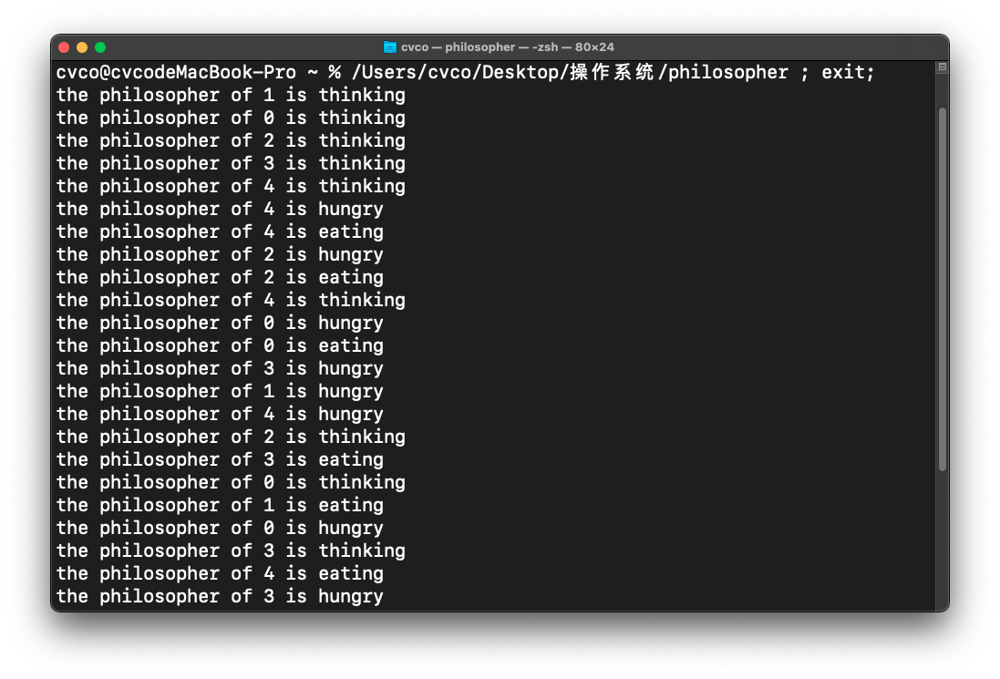 cvco — philosopher — -zsh — 80×24
cvco@cvcodeMacBook-Pro ~ % /Users/cvco/Desktop/操作系统/philosopher ; exit;
the philosopher of 1 is thinking
the philosopher of 0 is thinking
the philosopher of 2 is thinking
the philosopher of 3 is thinking
the philosopher of 4 is thinking
the philosopher of 4 is hungry
the philosopher of 4 is eating
the philosopher of 2 is hungry
the philosopher of 2 is eating
the philosopher of 4 is thinking
the philosopher of 0 is hungry
the philosopher of 0 is eating
the philosopher of 3 is hungry
the philosopher of 1 is hungry
the philosopher of 4 is hungry
the philosopher of 2 is thinking
the philosopher of 3 is eating
the philosopher of 0 is thinking
the philosopher of 1 is eating
the philosopher of 0 is hungry
the philosopher of 3 is thinking
the philosopher of 4 is eating
the philosopher of 3 is hungry